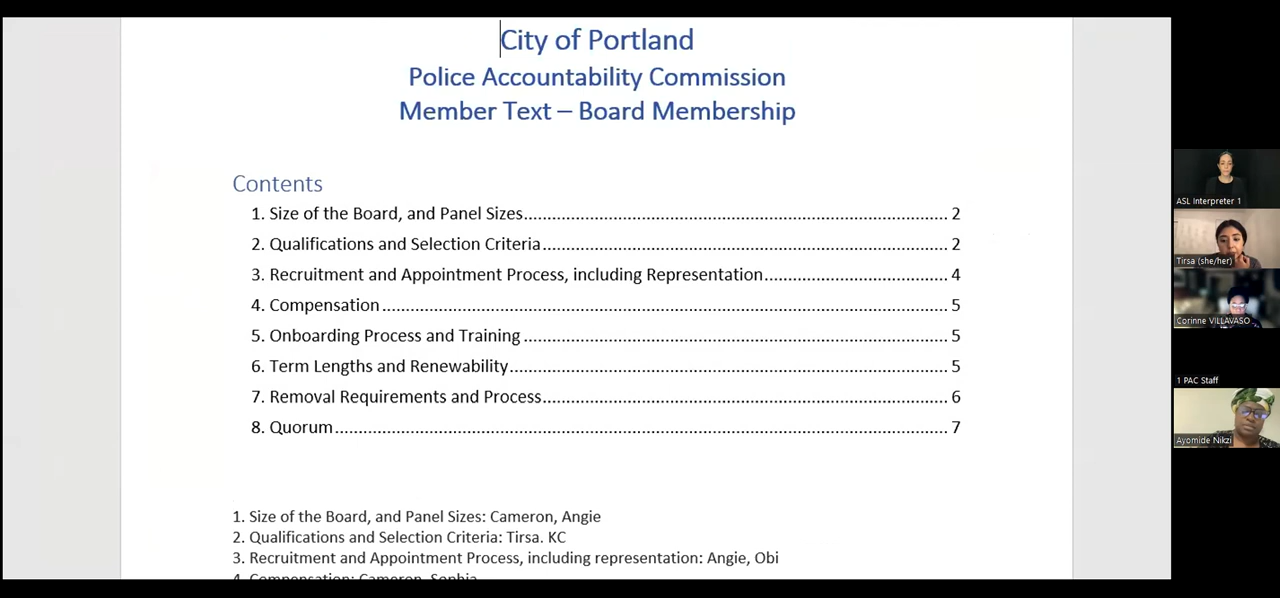 City of Portland
Police Accountability Commission
Member Text – Board Membership
Contents
1. Size of the Board, and Panel Sizes.......... 2
2. Qualifications and Selection Criteria.......... 2
3. Recruitment and Appointment Process, including Representation.......... 4
4. Compensation.......... 5
5. Onboarding Process and Training.......... 5
6. Term Lengths and Renewability.......... 5
7. Removal Requirements and Process.......... 6
8. Quorum.......... 7
1. Size of the Board, and Panel Sizes: Cameron, Angie
2. Qualifications and Selection Criteria: Tirsa. KC
3. Recruitment and Appointment Process, including representation: Angie, Obi
4. Compensation: Cameron, Sophia
ASL Interpreter 1
Tirsa (she/her)
Corinne VILLAVASO
1 PAC Staff
Ayomide Nikzi